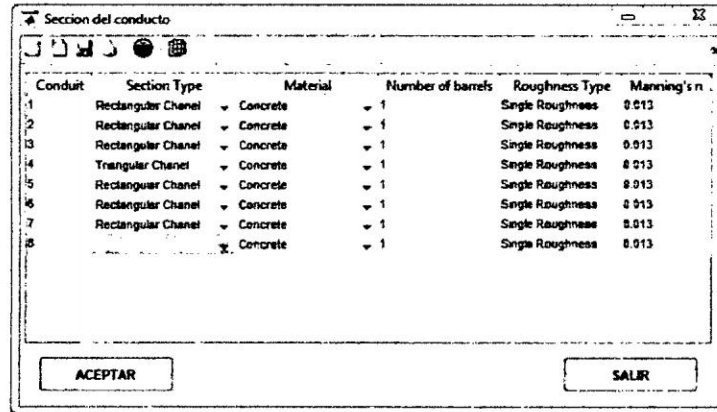 Seccion del conducto
Conduit Section Type Material Number of barrels Roughness Type Manning's n
1 Rectangular Chanel Concrete 1 Single Roughness 0.013
2 Rectangular Chanel Concrete 1 Single Roughness 0.013
3 Rectangular Chanel Concrete 1 Single Roughness 0.013
4 Triangular Chanel Concrete 1 Single Roughness 0.013
5 Rectangular Chanel Concrete 1 Single Roughness 0.013
6 Rectangular Chanel Concrete 1 Single Roughness 0.013
7 Rectangular Chanel Concrete 1 Single Roughness 0.013
8 Concrete 1 Single Roughness 0.013
ACEPTAR SALIR